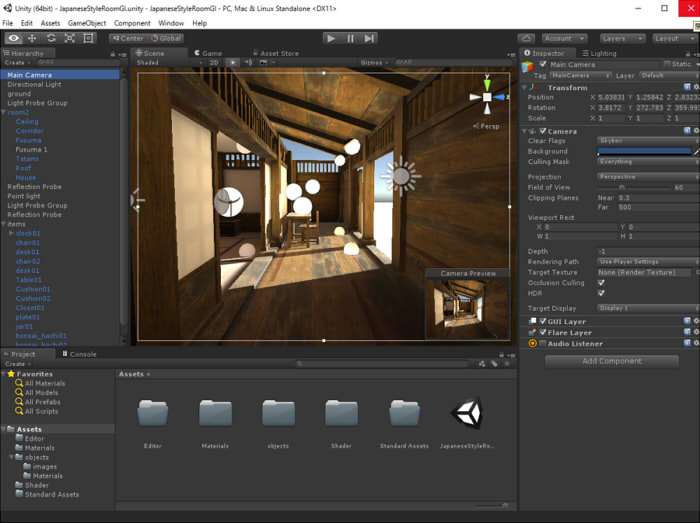 Unity (64bit) - JapaneseStyleRoomGI.unity - JapaneseStyleRoomGI - PC, Mac & Linux Standalone <DX11>
File Edit Assets GameObject Component Window Help
Center Global Account Layers Layout
Hierarchy
Create All
Main Camera
Directional Light
ground
Light Probe Group
room2
Ceiling
Corridor
Fusuma
Fusuma 1
Tatami
Roof
House
Reflection Probe
Point light
Light Probe Group
Reflection Probe
items
clock01
chair01
desk01
chair02
desk01
Table01
Cushion01
Cushion02
Closet01
plate01
jar01
bonsai_hachi01
bonsai_hachi02
Scene Game Asset Store
Shaded 2D Gizmos All
y
z
Persp
Camera Preview
Inspector Lighting
Main Camera Static
Tag MainCamera Layer Default
Transform
Position X 5.03831 Y 1.25842 Z 2.8323
Rotation X 3.8172 Y 272.783 Z 359.99
Scale X 1 Y 1 Z 1
Camera
Clear Flags Skybox
Background
Culling Mask Everything
Projection Perspective
Field of View 60
Clipping Planes Near 0.3
Far 500
Viewport Rect
X 0 Y 0
W 1 H 1
Depth -1
Rendering Path Use Player Settings
Target Texture None (Render Texture)
Occlusion Culling
HDR
Target Display Display 1
GUI Layer
Flare Layer
Audio Listener
Add Component
Project Console
Create
Favorites
All Materials
All Models
All Prefabs
All Scripts
Assets
Editor
Materials
objects
images
Materials
Shader
Standard Assets
Assets
Editor Materials objects Shader Standard Assets JapaneseStyleRo...